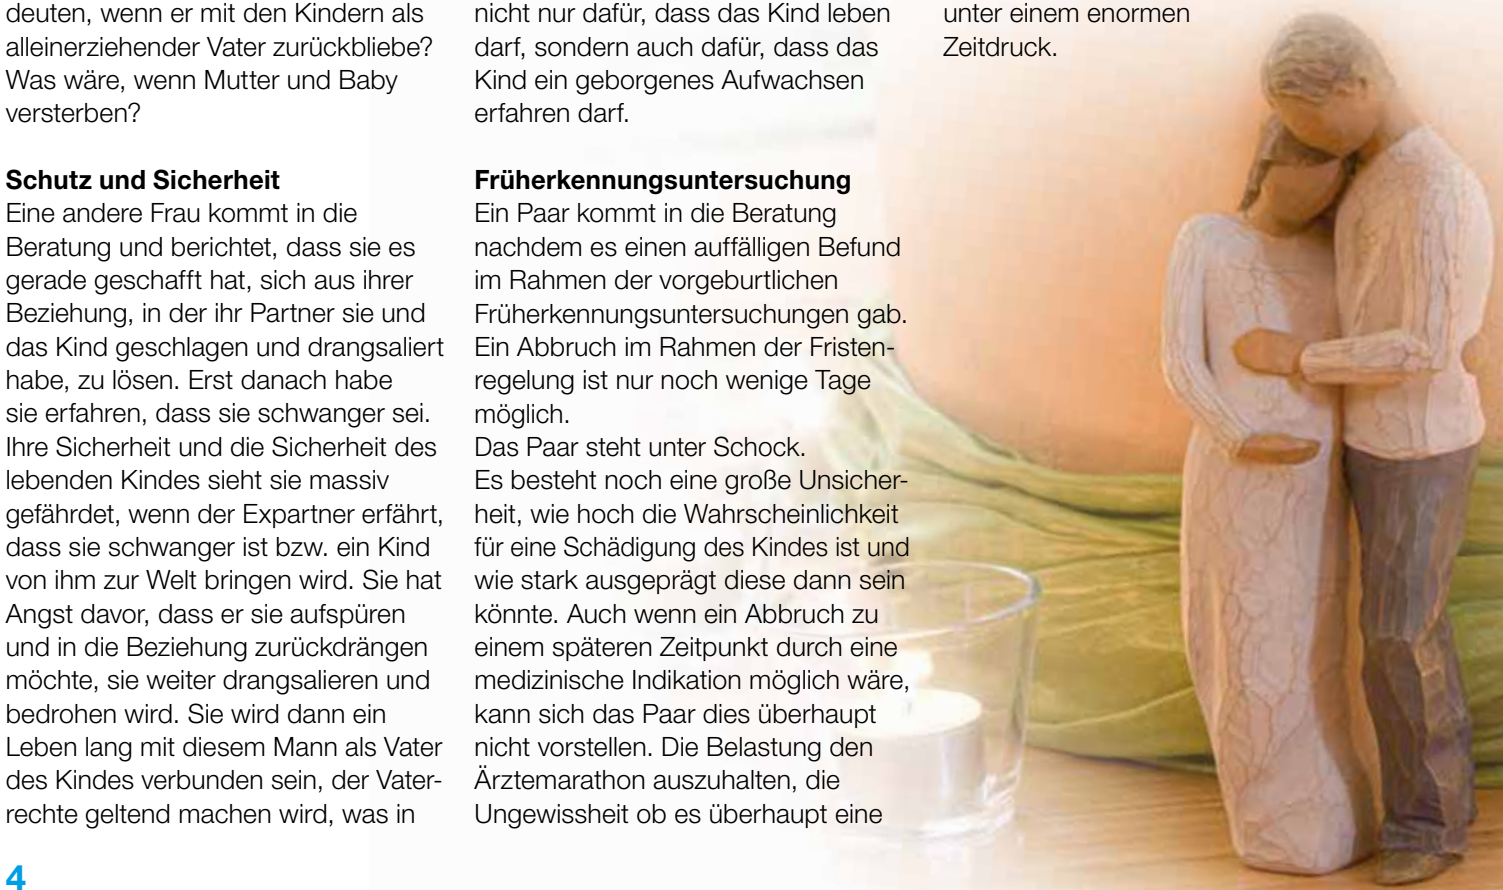 deuten, wenn er mit den Kindern als
alleinerziehender Vater zurückbliebe?
Was wäre, wenn Mutter und Baby
versterben?
Schutz und Sicherheit
Eine andere Frau kommt in die
Beratung und berichtet, dass sie es
gerade geschafft hat, sich aus ihrer
Beziehung, in der ihr Partner sie und
das Kind geschlagen und drangsaliert
habe, zu lösen. Erst danach habe
sie erfahren, dass sie schwanger sei.
Ihre Sicherheit und die Sicherheit des
lebenden Kindes sieht sie massiv
gefährdet, wenn der Expartner erfährt,
dass sie schwanger ist bzw. ein Kind
von ihm zur Welt bringen wird. Sie hat
Angst davor, dass er sie aufspüren
und in die Beziehung zurückdrängen
möchte, sie weiter drangsalieren und
bedrohen wird. Sie wird dann ein
Leben lang mit diesem Mann als Vater
des Kindes verbunden sein, der Vater-
rechte geltend machen wird, was in
nicht nur dafür, dass das Kind leben
darf, sondern auch dafür, dass das
Kind ein geborgenes Aufwachsen
erfahren darf.
Früherkennungsuntersuchung
Ein Paar kommt in die Beratung
nachdem es einen auffälligen Befund
im Rahmen der vorgeburtlichen
Früherkennungsuntersuchungen gab.
Ein Abbruch im Rahmen der Fristen-
regelung ist nur noch wenige Tage
möglich.
Das Paar steht unter Schock.
Es besteht noch eine große Unsicher-
heit, wie hoch die Wahrscheinlichkeit
für eine Schädigung des Kindes ist und
wie stark ausgeprägt diese dann sein
könnte. Auch wenn ein Abbruch zu
einem späteren Zeitpunkt durch eine
medizinische Indikation möglich wäre,
kann sich das Paar dies überhaupt
nicht vorstellen. Die Belastung den
Ärztemarathon auszuhalten, die
Ungewissheit ob es überhaupt eine
unter einem enormen
Zeitdruck.
4